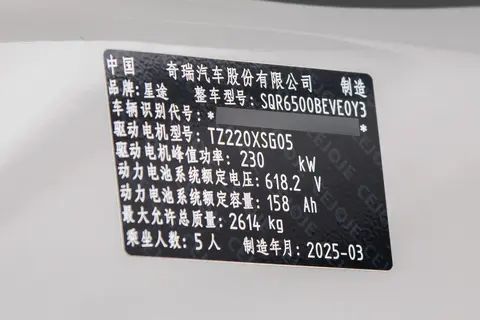 中国 奇瑞汽车股份有限公司 制造
品牌:星途 整车型号:SQR6500BEVE0Y3
车辆识别代号:*
*
驱动电机型号:TZ220XSG05
驱动电机峰值功率:230 kW
动力电池系统额定电压:618.2 V
动力电池系统额定容量:158 Ah
最大允许总质量:2614 kg
乘坐人数:5人 制造年月:2025-03
CEJQJE